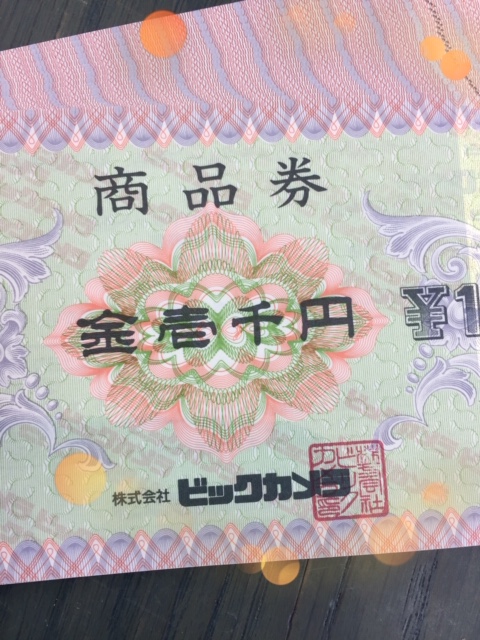 商品券
金壱千円 ¥1
株式会社 ビックカメラ